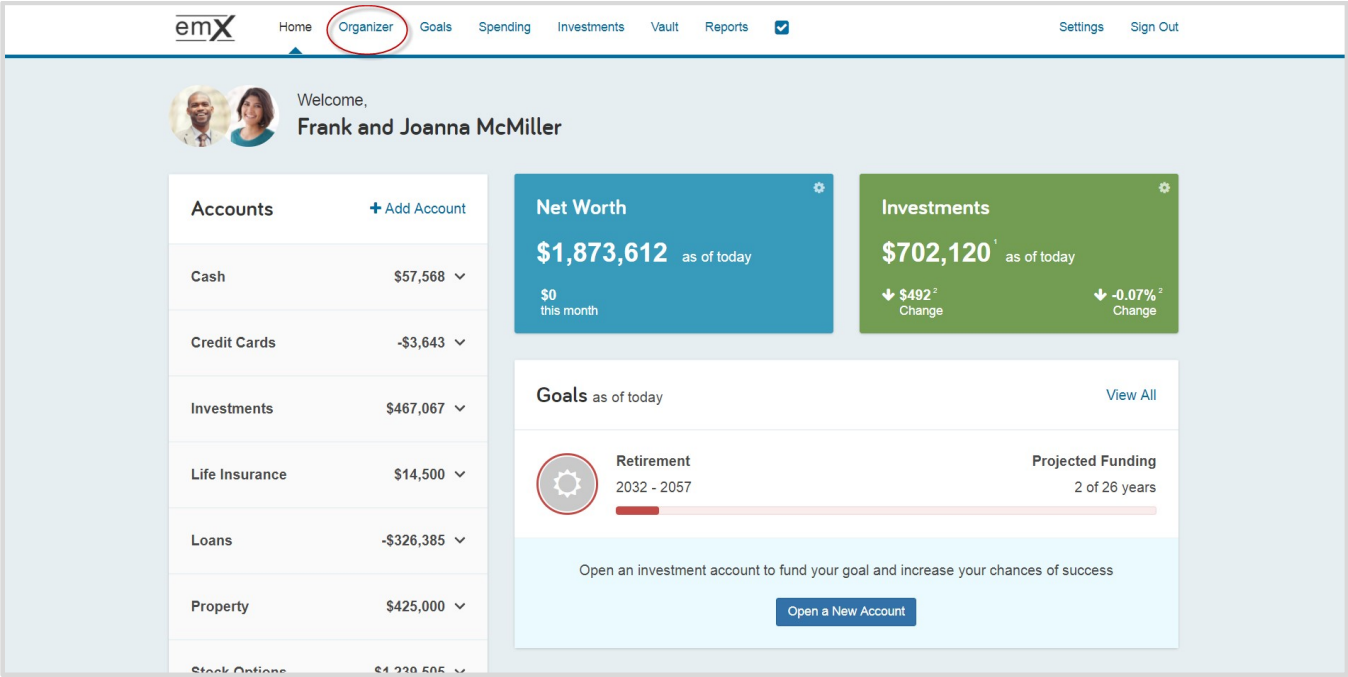 emX Home Organizer Goals Spending Investments Vault Reports Settings Sign Out
Welcome,
Frank and Joanna McMiller
Accounts + Add Account
Cash $57,568
Credit Cards -$3,643
Investments $467,067
Life Insurance $14,500
Loans -$326,385
Property $425,000
Stock Options $1,239,505
Net Worth
$1,873,612 as of today
$0
this month
Investments
$702,120 1 as of today
$492 2 -0.07% 2
Change Change
Goals as of today View All
Retirement Projected Funding
2032 - 2057 2 of 26 years
Open an investment account to fund your goal and increase your chances of success
Open a New Account